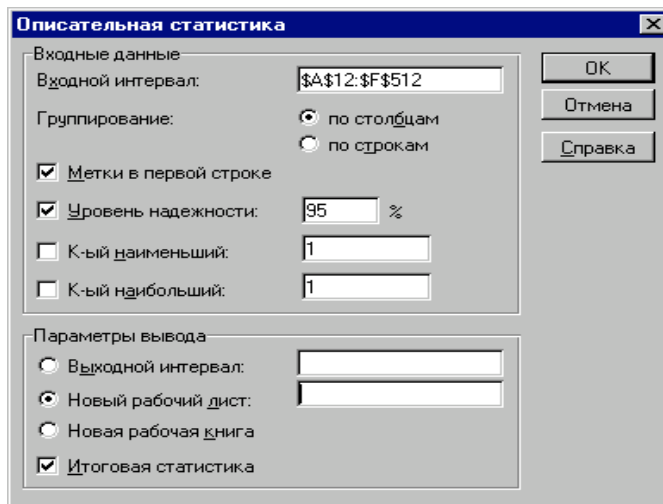 Описательная статистика
Входные данные
Входной интервал: $A$12:$F$512
Группирование: по столбцам
по строкам
Метки в первой строке
Уровень надежности: 95 %
К-ый наименьший: 1
К-ый наибольший: 1
Параметры вывода
Выходной интервал:
Новый рабочий лист:
Новая рабочая книга
Итоговая статистика
OK
Отмена
Справка